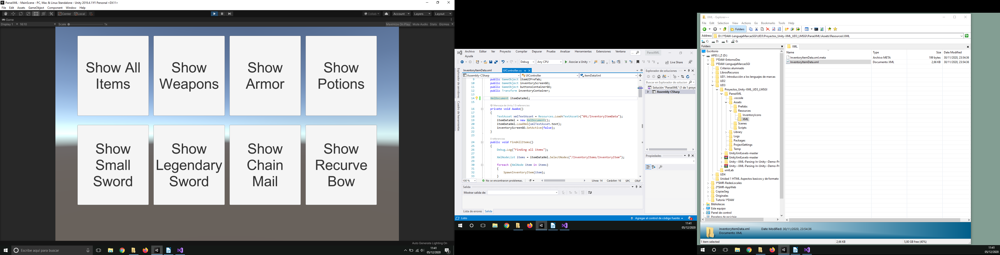 ParseXML - MainScene - PC, Mac & Linux Standalone - Unity 2019.4.11f1 Personal <DX11>
File Edit Assets GameObject Component Window Help
Center Local
Collab Account Layers Layout
Game
Display 1 16:10 Scale 1x Maximize On Play Mute Audio Stats Gizmos
Show All Items
Show Weapons
Show Armor
Show Potions
Show Small Sword
Show Legendary Sword
Show Chain Mail
Show Recurve Bow
Auto Generate Lighting On
Escribe aquí para buscar
11:41
05/12/2020
1
Archivo Editar Ver Proyecto Compilar Depurar Prueba Analizar Herramientas Extensiones Ventana
Ayuda
... ParseXML
Debug Any CPU Asociar a Unity Live Share
Explorador de servidores
Cuadro de herramientas
InventoryItemData.xml UIController.cs
Assembly-CSharp UIController itemDataXml
9 public GameObject itemUIPrefab;
10 public GameObject inventoryScreenGO;
11 public GameObject buttonsContainerGO;
12 public Transform inventoryContainer;
13
14 XmlDocument itemDataXml;
15
Mensaje de Unity | 0 referencias
16 private void Awake()
17 {
18 TextAsset xmlTextAsset = Resources.Load<TextAsset>("XML/InventoryItemData");
19 itemDataXml = new XmlDocument();
20 itemDataXml.LoadXml(xmlTextAsset.text);
21 inventoryScreenGO.SetActive(false);
22 }
23
0 referencias
24 public void FindAllItems()
25 {
26 Debug.Log("Finding all items");
27
28 XmlNodeList items = itemDataXml.SelectNodes("/InventoryItems/InventoryItem");
29
30 foreach (XmlNode item in items)
31 {
32 SpawnInventoryItem(item);
33 }
100 % No se encontraron problemas. Línea: 14 Carácter: 16 SPC CRLF
Salida
Mostrar salida de:
Lista de errores Salida
Explorador de soluciones
Buscar en Explorador de solucion
Solución "ParseXML" (1 de 1 proye
Assembly-CSharp
Propiedades
Listo Agregar al control de código fuente 2
11:41
05/12/2020
XML - Explorer++
File Edit Selection View Actions Go Bookmarks Tools Help
Folders
Address D:\1ºDAW-LenguajeMarcasSGI\UD3\Proyectos_Unity-XML_UD3_LMSGI\ParseXML\Assets\Resources\XML
C: D: E: G:
Folders
Escritorio
APES J_Z (D:)
1ºDAW-EntornoDes
1ºDAW-LenguajeMarcasSGI
Criterios alumnado
LibrosRecursos
UD1. Introducción a los lenguajes de marcas
UD2
UD3
Proyectos_Unity-XML_UD3_LMSGI
ParseXML
.vscode
Assets
Prefabs
Resources
InventoryIcons
XML
Scenes
Scripts
Library
Logs
Packages
ProjectSettings
Temp
UnityXmlLevels-master
UnityXmlLevels-master
Unity--XML-Parsing-In-Unity--Demo-Pr
Unity--XML-Parsing-In-Unity--Demo-Pr
xmlLab
UD4
Unidad 1 HTML Aspectos basicos y de formato
1ºSMR-RedesLocales
2ºSMR-AppWeb
CopiasSeg
Originales
Tutoría 1ºDAW
Bibliotecas
Este equipo
Panel de control
Papelera de reciclaje
XML
Name Type Size Date Modified
InventoryItemData.xml.meta Archivo META 199 bytes 30/11/2020, 23:54:36
InventoryItemData.xml Documento XML 2,66 KB 30/11/2020, 23:54:36
InventoryItemData.xml Date Modified: 30/11/2020, 23:54:36
Documento XML
1 item selected 2,66 KB 5,80 GB free (40%)
11:41
05/12/2020